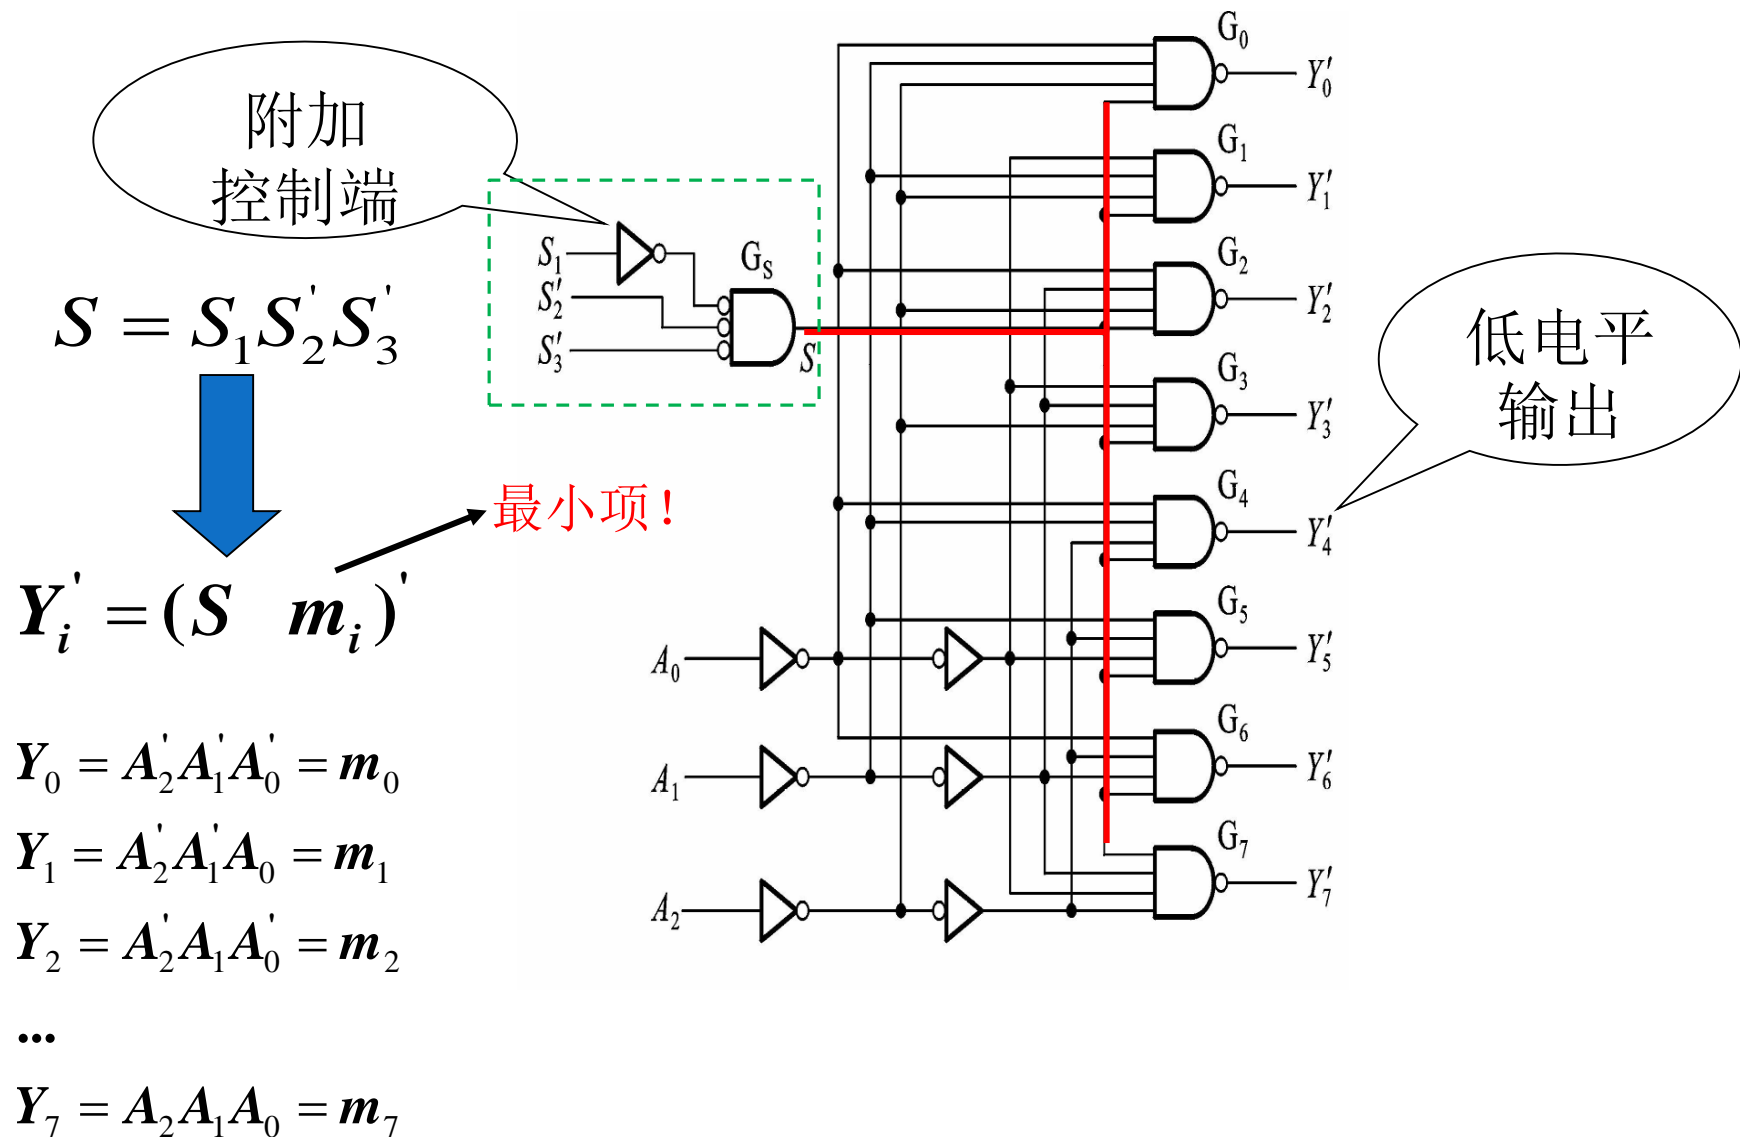 附加
控制端
S = S₁S₂'S₃'
最小项！
Yᵢ' = (S mᵢ)'
Y₀ = A₂'A₁'A₀' = m₀
Y₁ = A₂'A₁'A₀ = m₁
Y₂ = A₂'A₁A₀' = m₂
...
Y₇ = A₂A₁A₀ = m₇
S₁
S₂'
S₃'
Gₛ
S
A₀
A₁
A₂
G₀
Y₀'
G₁
Y₁'
G₂
Y₂'
G₃
Y₃'
G₄
Y₄'
G₅
Y₅'
G₆
Y₆'
G₇
Y₇'
低电平
输出